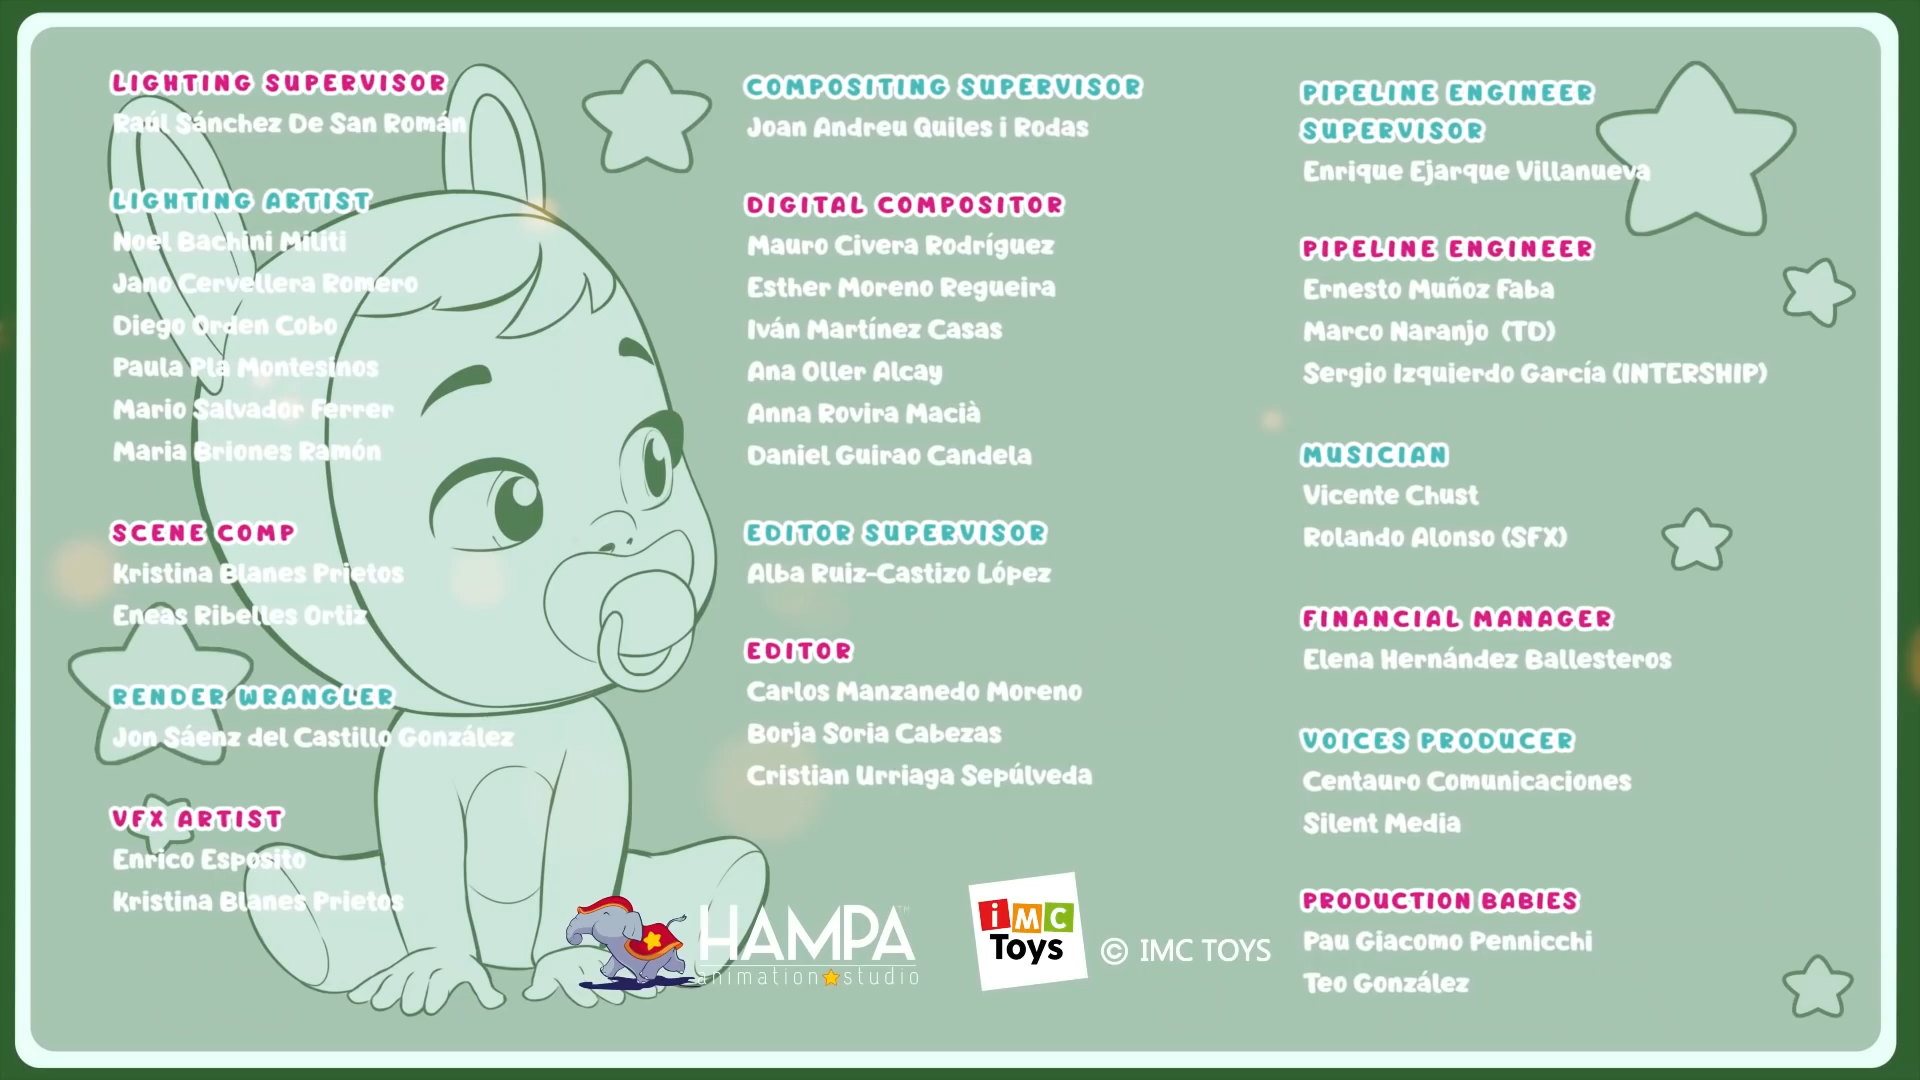 LIGHTING SUPERVISOR
Raúl Sánchez De San Román
LIGHTING ARTIST
Noel Bachini Militi
Jano Cervellera Romero
Diego Orden Cobo
Paula Pla Montesinos
Mario Salvador Ferrer
Maria Briones Ramón
SCENE COMP
Kristina Blanes Prietos
Eneas Ribelles Ortiz
RENDER WRANGLER
Jon Sáenz del Castillo González
VFX ARTIST
Enrico Esposito
Kristina Blanes Prietos
COMPOSITING SUPERVISOR
Joan Andreu Quiles i Rodas
DIGITAL COMPOSITOR
Mauro Civera Rodríguez
Esther Moreno Regueira
Iván Martínez Casas
Ana Oller Alcay
Anna Rovira Macià
Daniel Guirao Candela
EDITOR SUPERVISOR
Alba Ruiz-Castizo López
EDITOR
Carlos Manzanedo Moreno
Borja Soria Cabezas
Cristian Urriaga Sepúlveda
HAMPA™
animation studio
iMC
Toys
© IMC TOYS
PIPELINE ENGINEER
SUPERVISOR
Enrique Ejarque Villanueva
PIPELINE ENGINEER
Ernesto Muñoz Faba
Marco Naranjo (TD)
Sergio Izquierdo García (INTERSHIP)
MUSICIAN
Vicente Chust
Rolando Alonso (SFX)
FINANCIAL MANAGER
Elena Hernández Ballesteros
VOICES PRODUCER
Centauro Comunicaciones
Silent Media
PRODUCTION BABIES
Pau Giacomo Pennicchi
Teo González